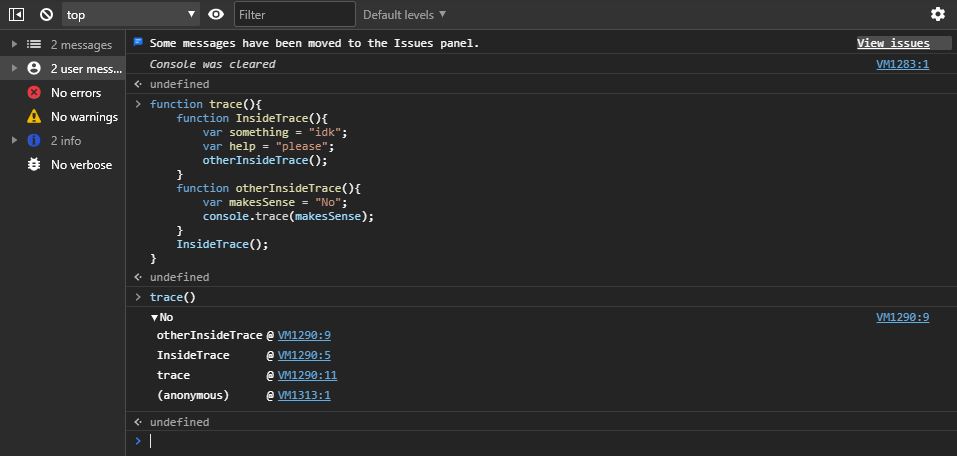 top Filter Default levels
2 messages
2 user mess...
No errors
No warnings
2 info
No verbose
Some messages have been moved to the Issues panel. View issues
Console was cleared VM1283:1
undefined
function trace(){
    function InsideTrace(){
        var something = "idk";
        var help = "please";
        otherInsideTrace();
    }
    function otherInsideTrace(){
        var makesSense = "No";
        console.trace(makesSense);
    }
    InsideTrace();
}
undefined
trace()
No VM1290:9
otherInsideTrace @ VM1290:9
InsideTrace @ VM1290:5
trace @ VM1290:11
(anonymous) @ VM1313:1
undefined